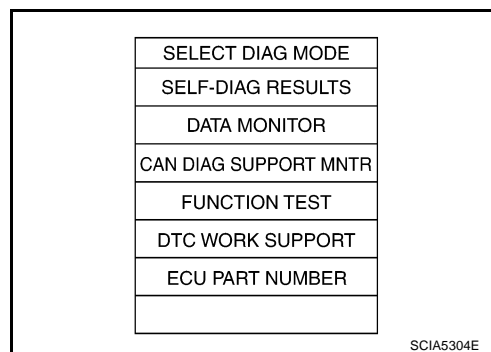 SELECT DIAG MODE
SELF-DIAG RESULTS
DATA MONITOR
CAN DIAG SUPPORT MNTR
FUNCTION TEST
DTC WORK SUPPORT
ECU PART NUMBER
SCIA5304E